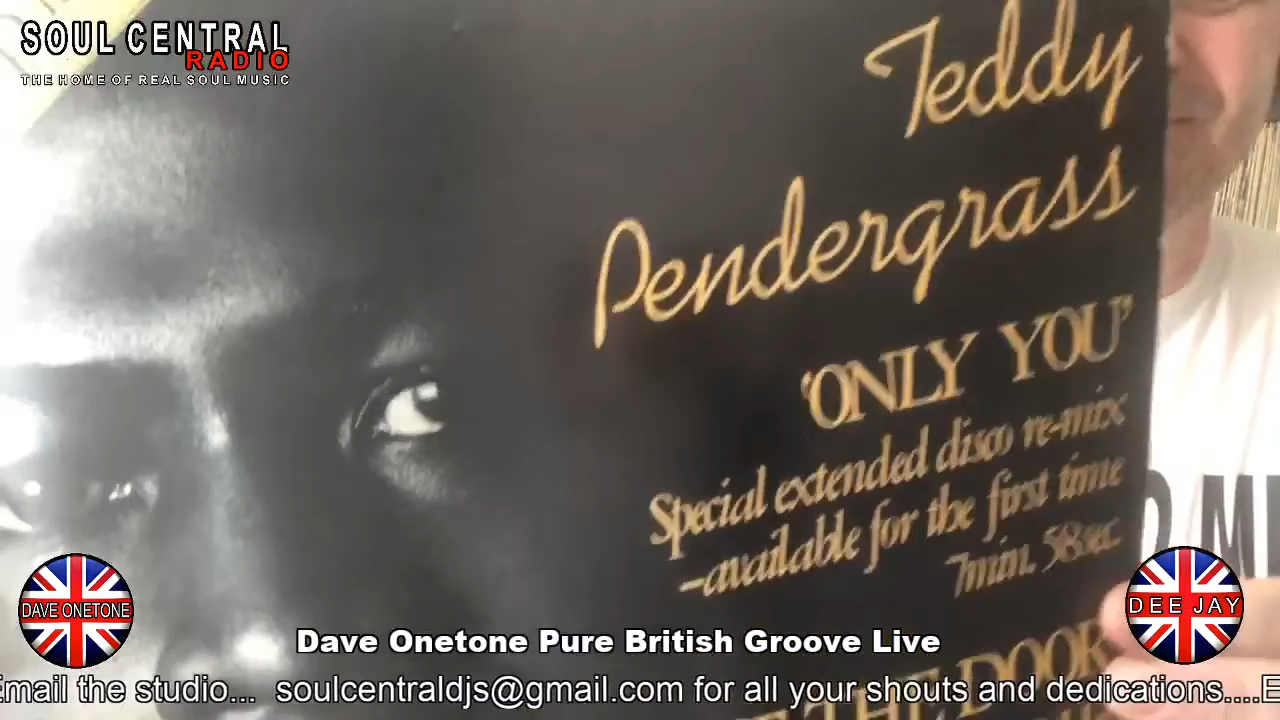 SOUL CENTRAL
RADIO
THE HOME OF REAL SOUL MUSIC
Teddy
Pendergrass
'ONLY YOU'
Special extended disco re-mix
–available for the first time
7min. 58sec.
THE DOOR
DAVE ONETONE
DEE JAY
Dave Onetone Pure British Groove Live
Email the studio... soulcentraldjs@gmail.com for all your shouts and dedications....E